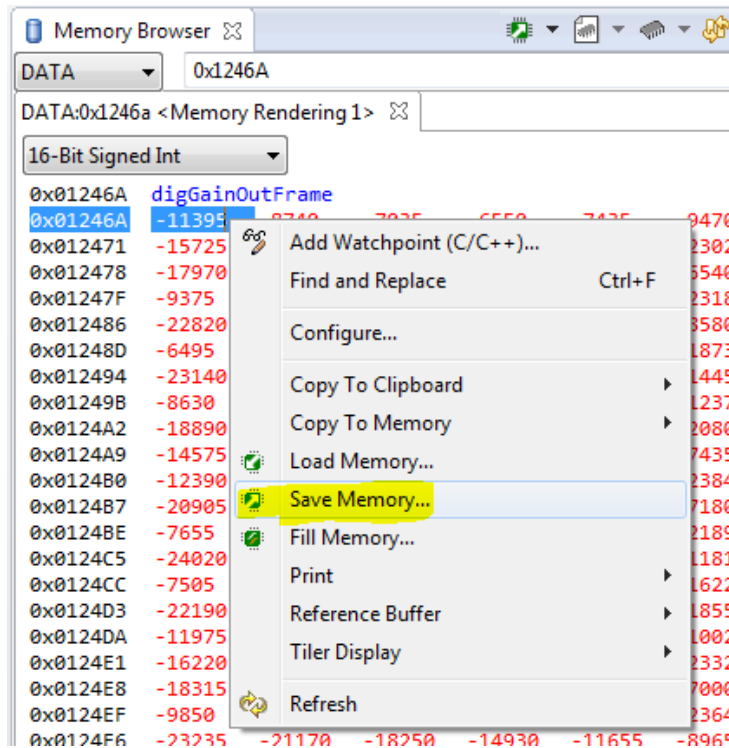 Memory Browser
DATA 0x1246A
DATA:0x1246a <Memory Rendering 1>
16-Bit Signed Int
0x01246A digGainOutFrame
0x01246A -11395
0x012471 -15725
0x012478 -17970
0x01247F -9375
0x012486 -22820
0x01248D -6495
0x012494 -23140
0x01249B -8630
0x0124A2 -18890
0x0124A9 -14575
0x0124B0 -12390
0x0124B7 -20905
0x0124BE -7655
0x0124C5 -24020
0x0124CC -7505
0x0124D3 -22190
0x0124DA -11975
0x0124E1 -16220
0x0124E8 -18315
0x0124EF -9850
0x0124F6 -23235 -21170 -18250 -14930 -11655 -8965
Add Watchpoint (C/C++)...
Find and Replace Ctrl+F
Configure...
Copy To Clipboard
Copy To Memory
Load Memory...
Save Memory...
Fill Memory...
Print
Reference Buffer
Tiler Display
Refresh